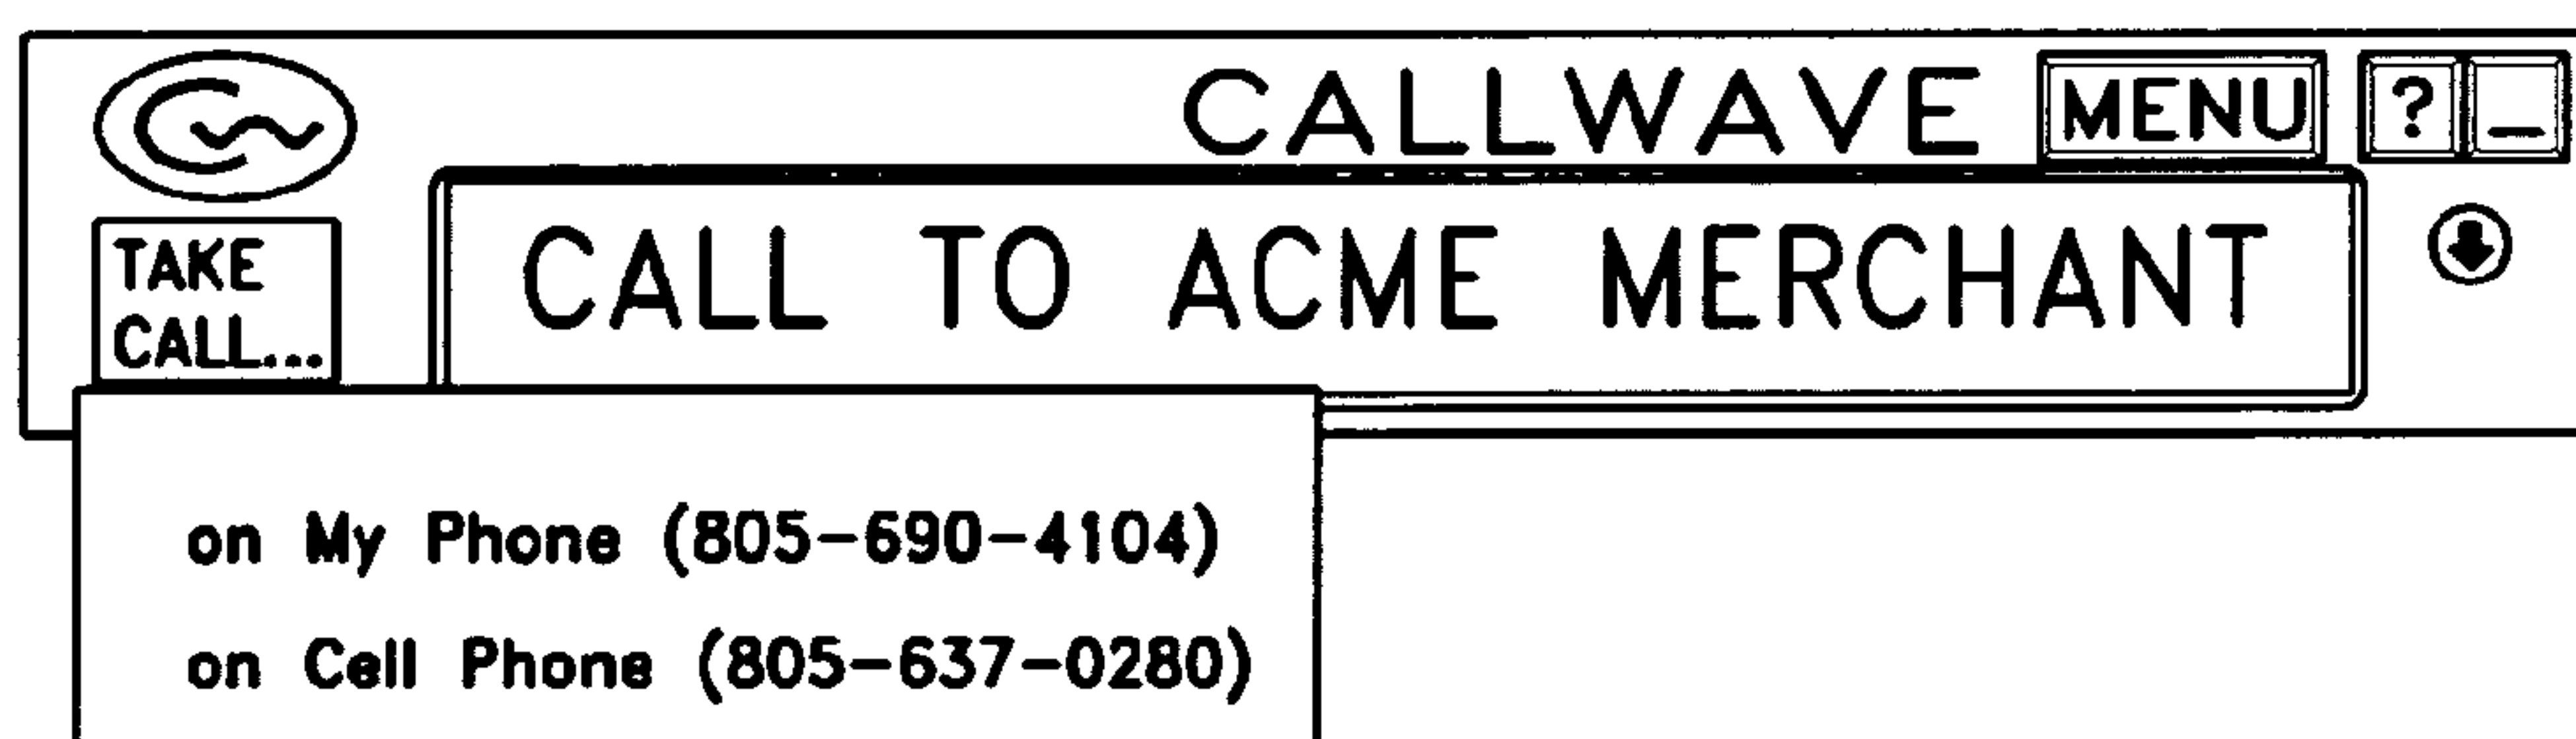 CW
CALLWAVE MENU ? _
TAKE
CALL...
CALL TO ACME MERCHANT
on My Phone (805-690-4104)
on Cell Phone (805-637-0280)